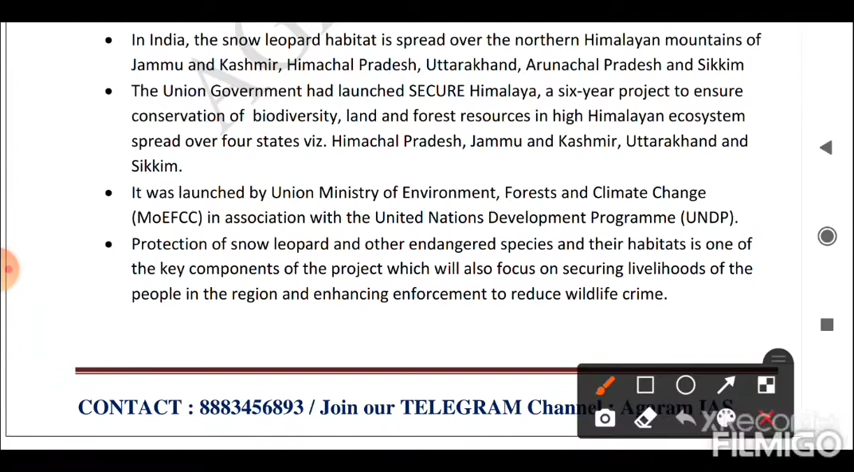 • In India, the snow leopard habitat is spread over the northern Himalayan mountains of
Jammu and Kashmir, Himachal Pradesh, Uttarakhand, Arunachal Pradesh and Sikkim
• The Union Government had launched SECURE Himalaya, a six-year project to ensure
conservation of biodiversity, land and forest resources in high Himalayan ecosystem
spread over four states viz. Himachal Pradesh, Jammu and Kashmir, Uttarakhand and
Sikkim.
• It was launched by Union Ministry of Environment, Forests and Climate Change
(MoEFCC) in association with the United Nations Development Programme (UNDP).
• Protection of snow leopard and other endangered species and their habitats is one of
the key components of the project which will also focus on securing livelihoods of the
people in the region and enhancing enforcement to reduce wildlife crime.
CONTACT : 8883456893 / Join our TELEGRAM Channel : Agaram IAS
XRecorder
FILMIGO